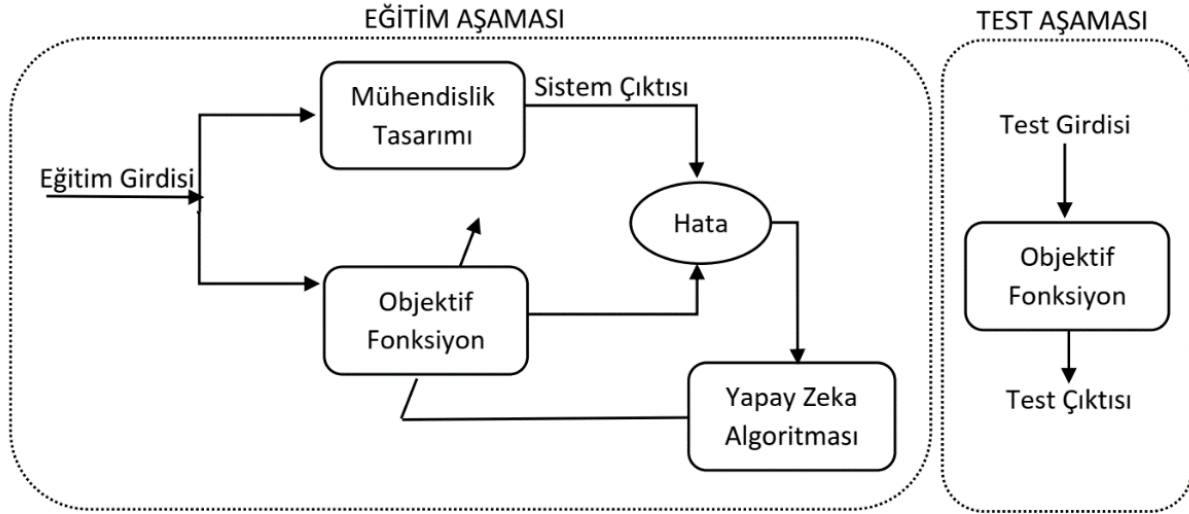 EĞİTİM AŞAMASI
Eğitim Girdisi
Mühendislik
Tasarımı
Sistem Çıktısı
Hata
Objektif
Fonksiyon
Yapay Zeka
Algoritması
TEST AŞAMASI
Test Girdisi
Objektif
Fonksiyon
Test Çıktısı